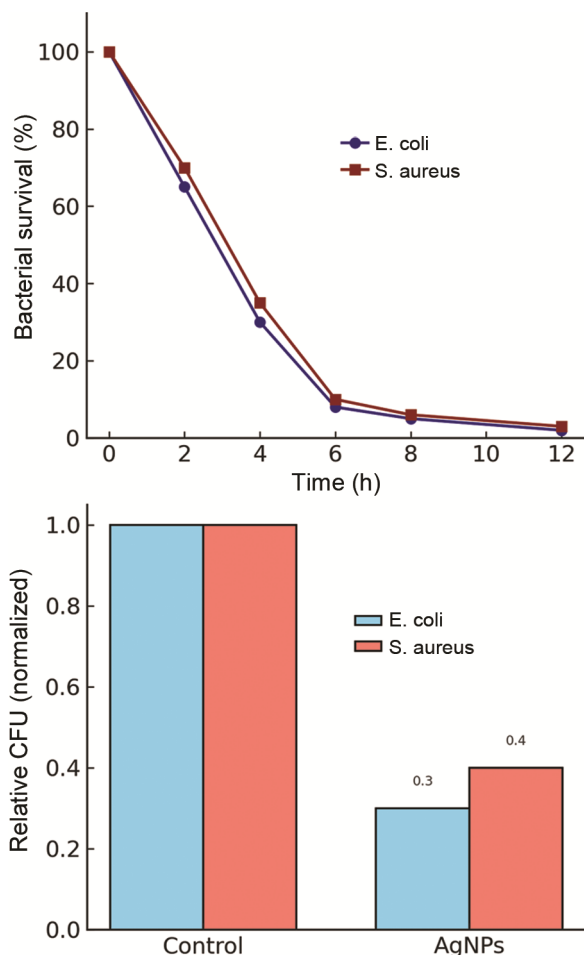 Bacterial survival (%)
100
80
60
40
20
0
E. coli
S. aureus
0 2 4 6 8 10 12
Time (h)
Relative CFU (normalized)
1.0
0.8
0.6
0.4
0.2
0.0
E. coli
S. aureus
0.3
0.4
Control AgNPs